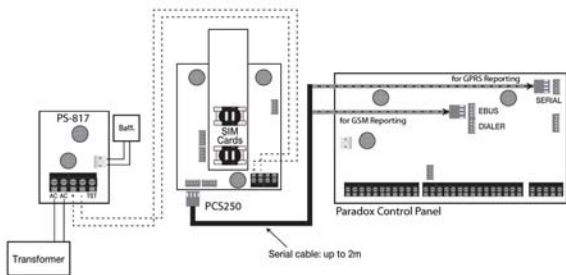 PS-817
Batt.
AC AC + - TST
Transformer
SIM
Cards
PCS250
Serial cable: up to 2m
for GPRS Reporting
for GSM Reporting
SERIAL
EBUS
DIALER
Paradox Control Panel